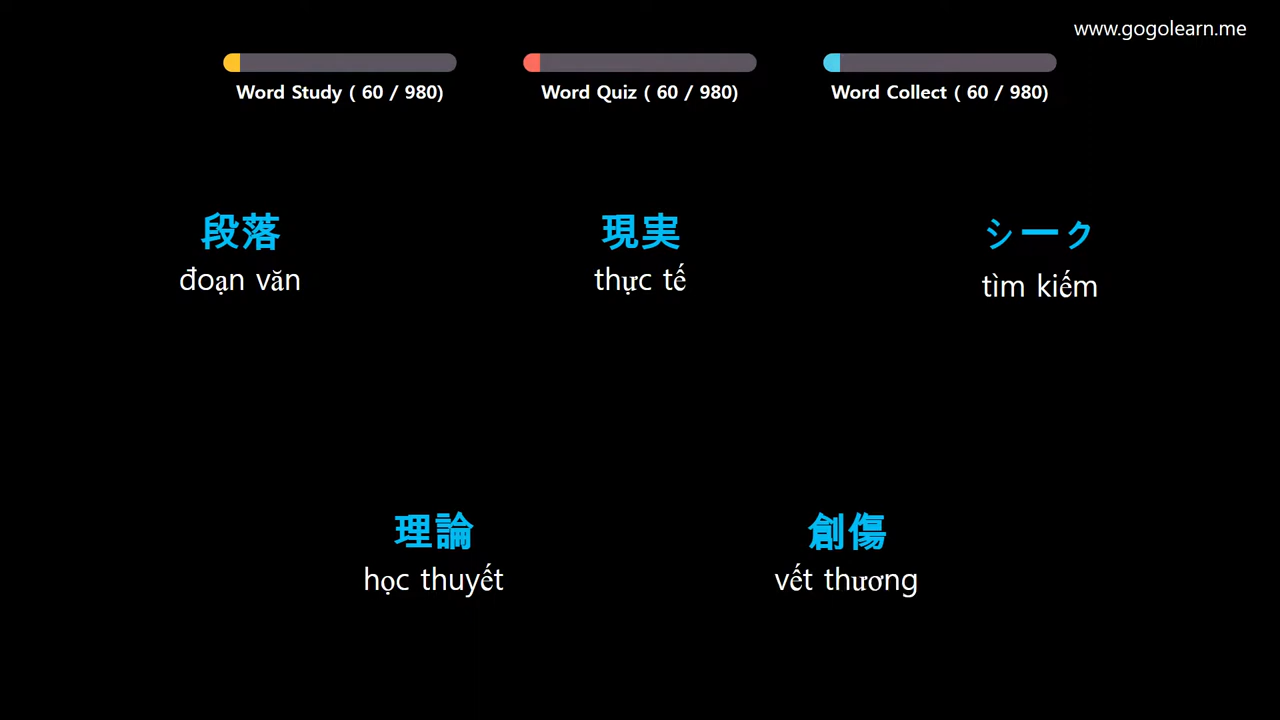 www.gogolearn.me
Word Study ( 60 / 980)
Word Quiz ( 60 / 980)
Word Collect ( 60 / 980)
段落
đoạn văn
現実
thực tế
シーク
tìm kiếm
理論
học thuyết
創傷
vết thương